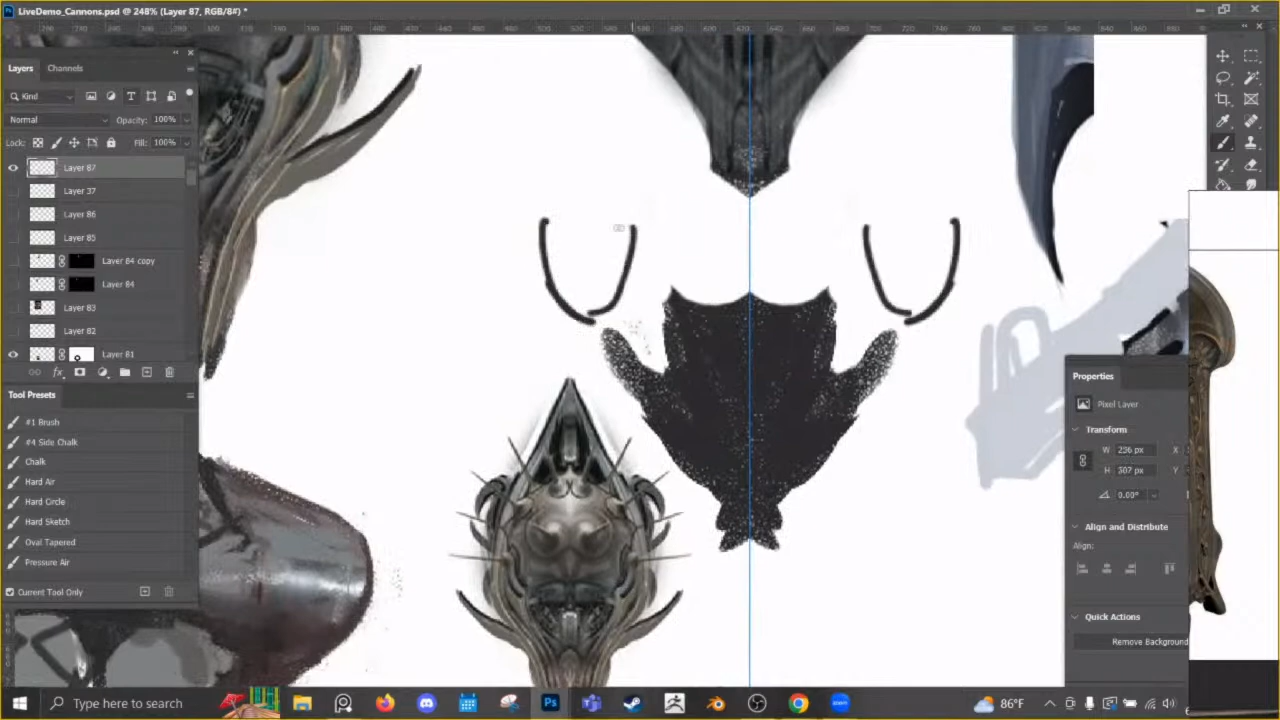 LiveDemo_Cannons.psd @ 248% (Layer 87, RGB/8#) *
Layers Channels
Kind
Normal Opacity: 100%
Lock: Fill: 100%
Layer 87
Layer 37
Layer 86
Layer 85
Layer 84 copy
Layer 84
Layer 83
Layer 82
Layer 81
fx
Tool Presets
#1 Brush
#4 Side Chalk
Chalk
Hard Air
Hard Circle
Hard Sketch
Oval Tapered
Pressure Air
Current Tool Only
Properties
Pixel Layer
Transform
W 236 px X
H 307 px Y
0.00°
Align and Distribute
Align:
Quick Actions
Remove Background
Type here to search
Ps
zoom
86°F